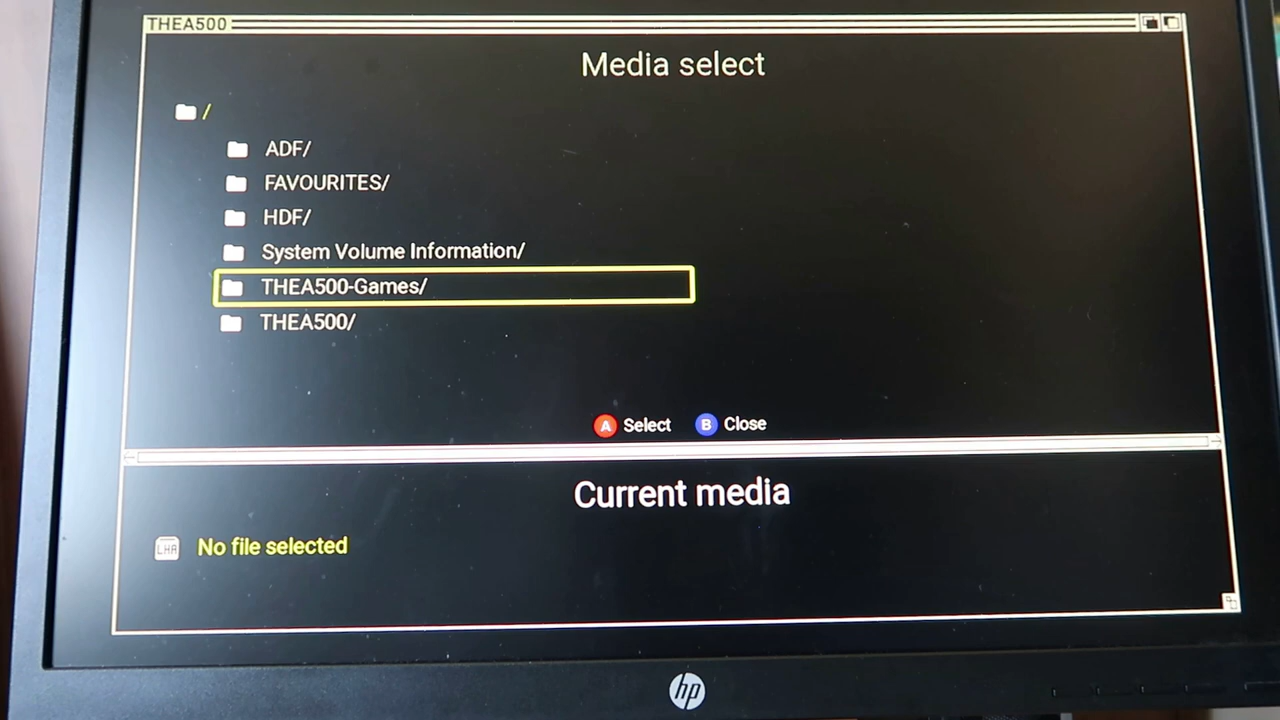 THEA500
Media select
/
ADF/
FAVOURITES/
HDF/
System Volume Information/
THEA500-Games/
THEA500/
A Select B Close
Current media
LHA No file selected
hp